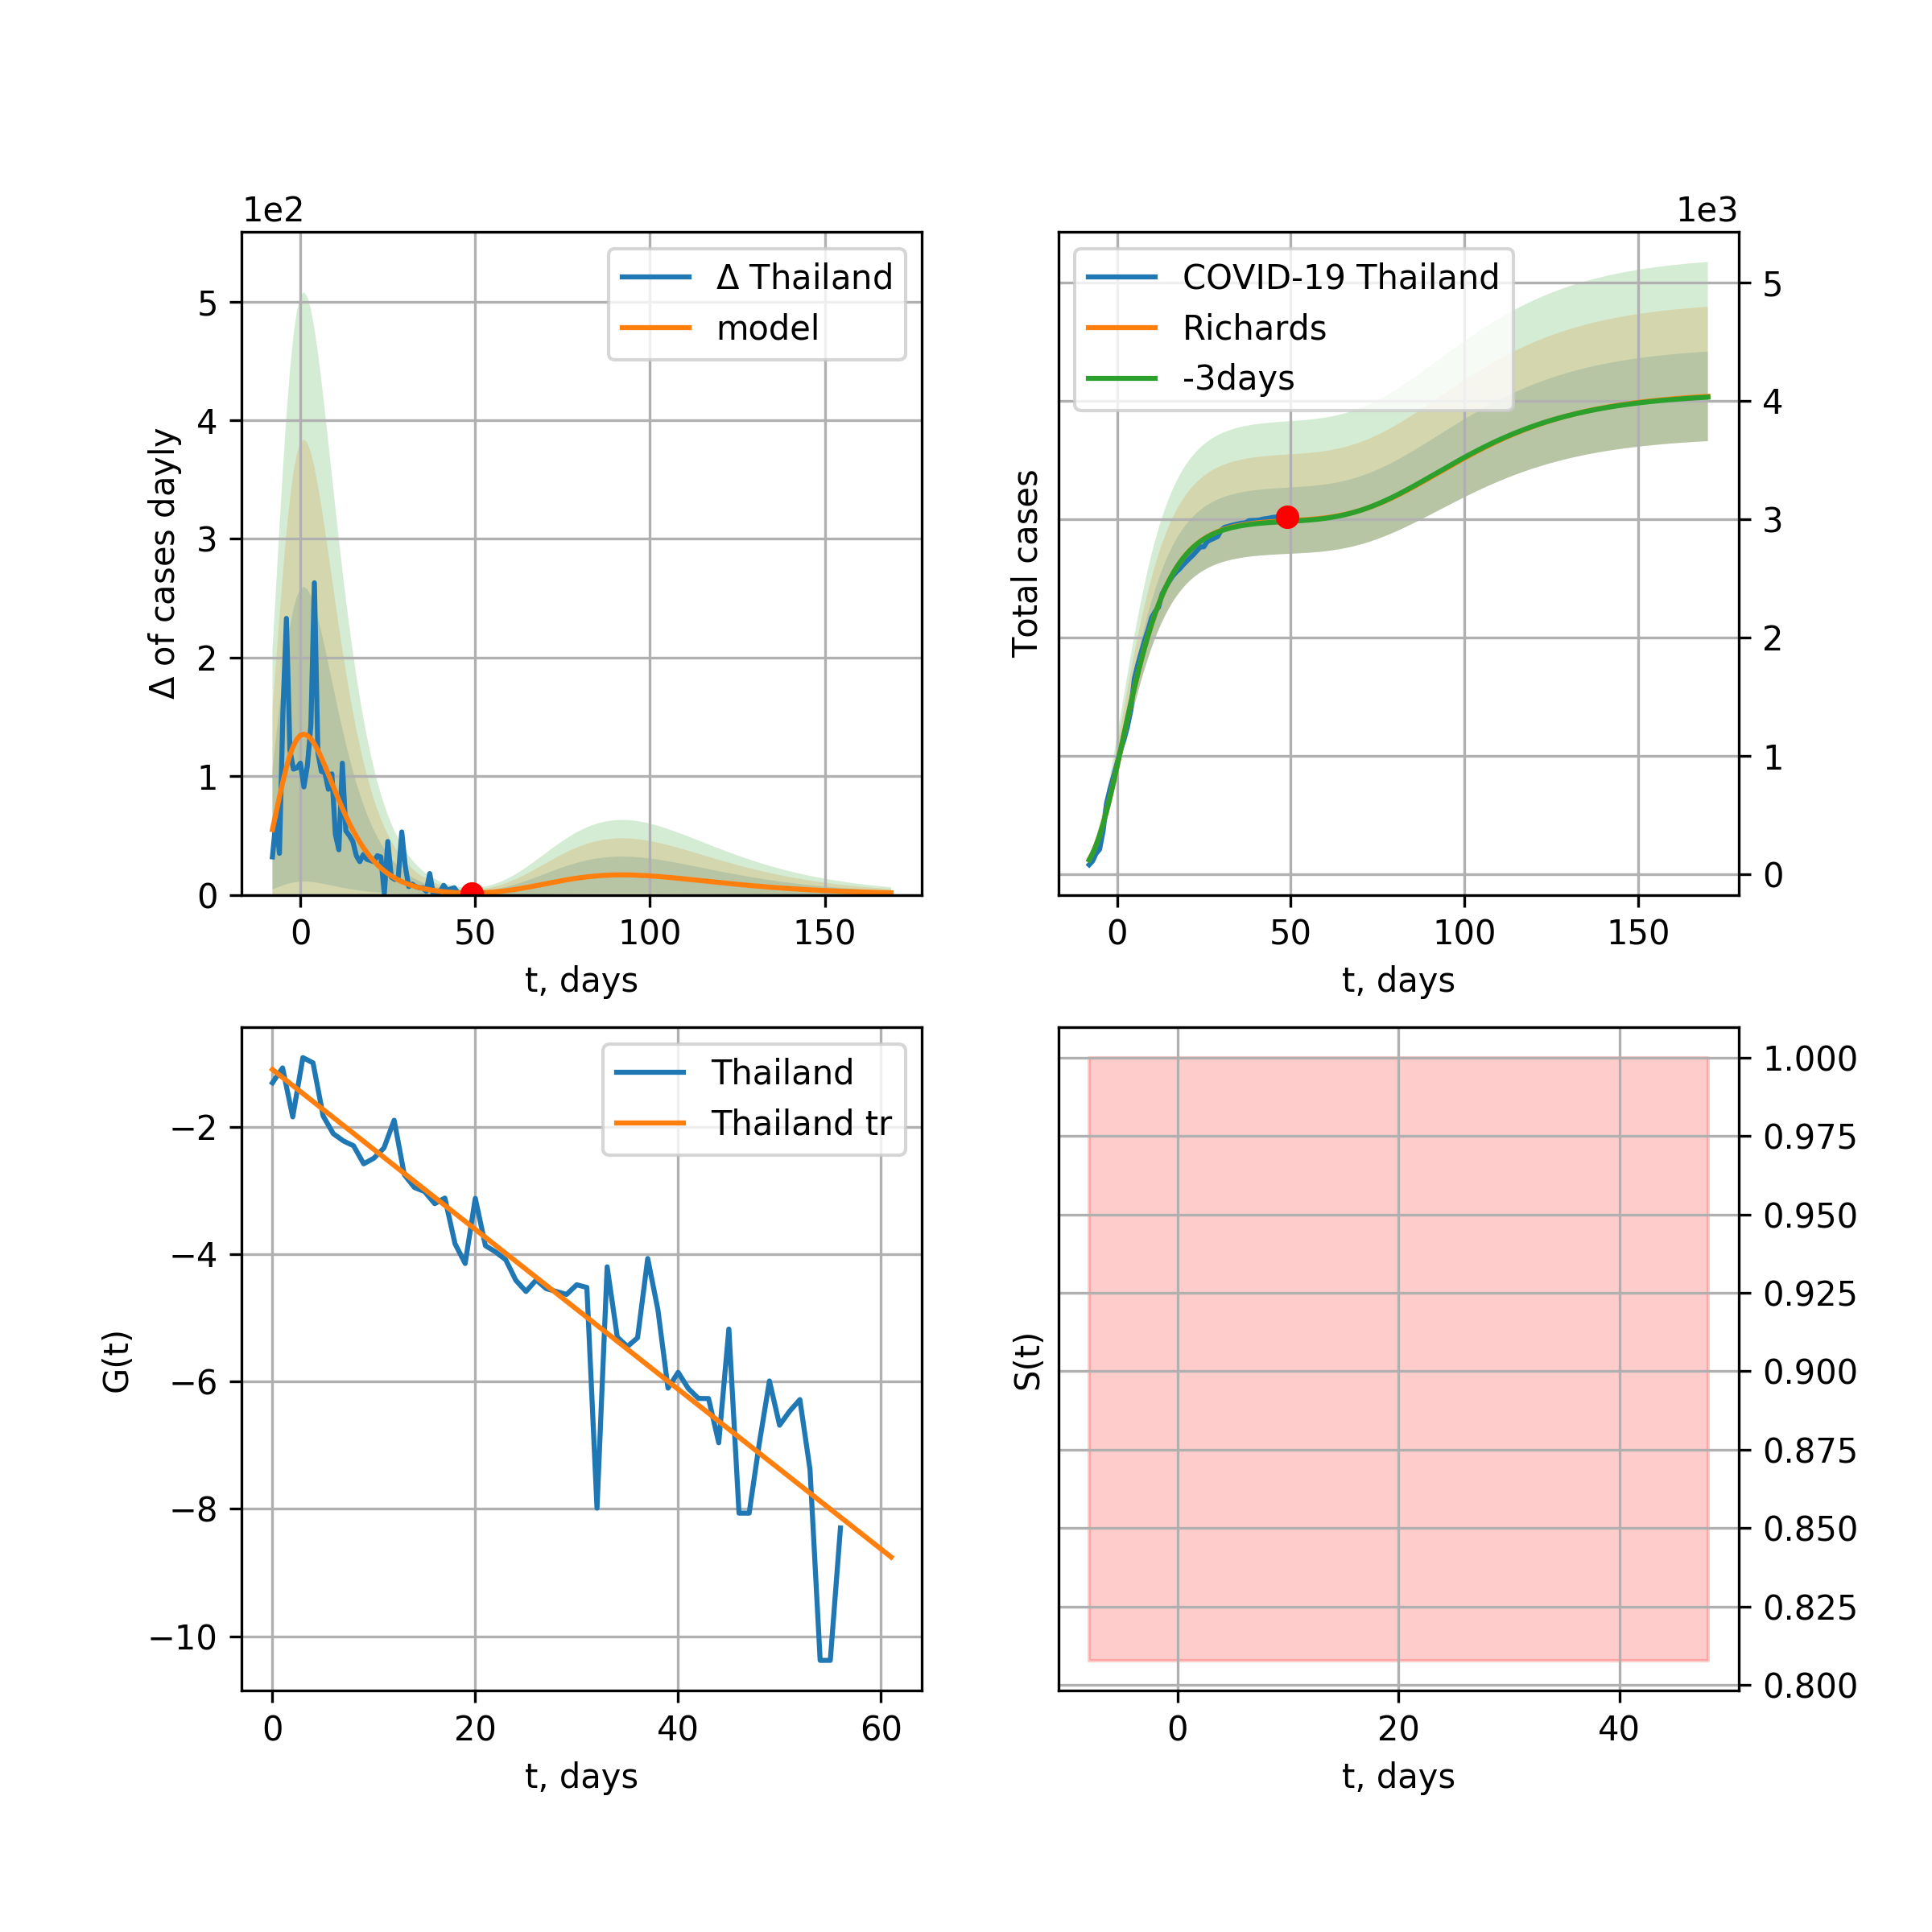 1e2
Δ of cases dayly
5
4
3
2
1
0
0 50 100 150
t, days
Δ Thailand
model
1e3
Total cases
5
4
3
2
1
0
0 50 100 150
t, days
COVID-19 Thailand
Richards
-3days
G(t)
−2
−4
−6
−8
−10
0 20 40 60
t, days
Thailand
Thailand tr
S(t)
1.000
0.975
0.950
0.925
0.900
0.875
0.850
0.825
0.800
0 20 40
t, days